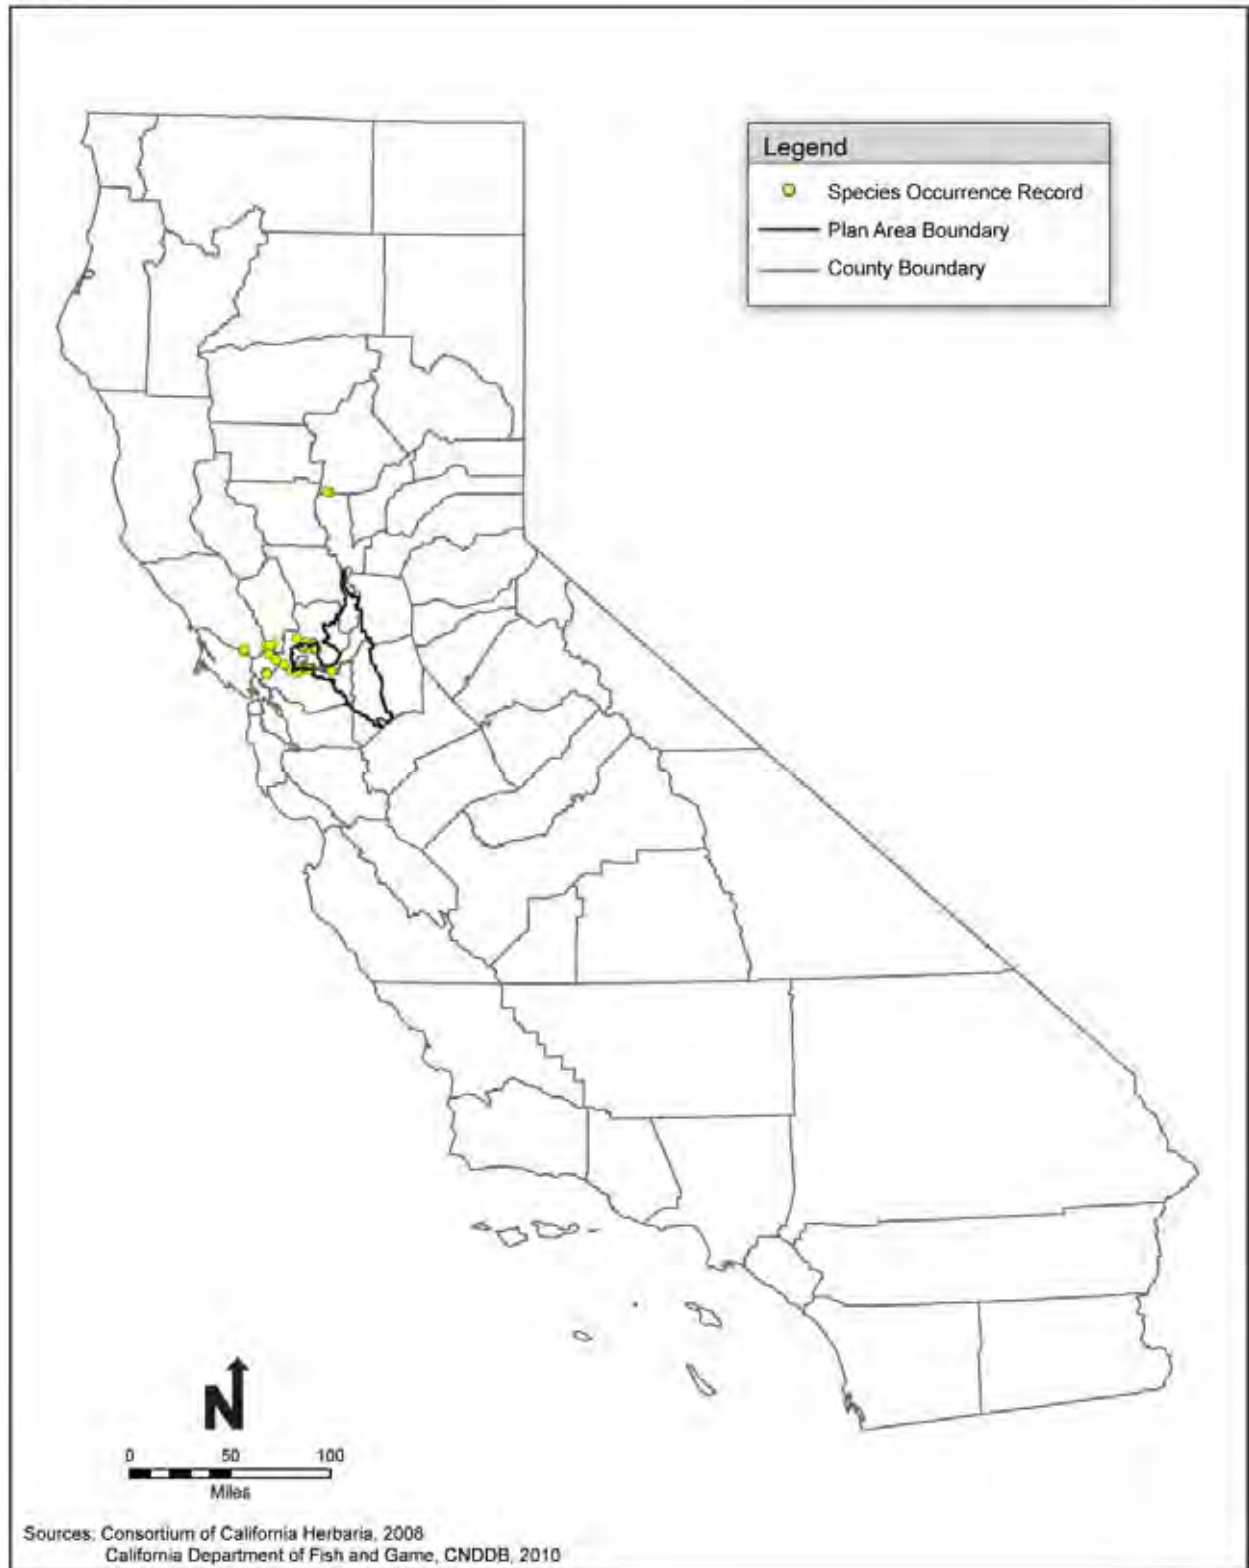 Legend
Species Occurrence Record
Plan Area Boundary
County Boundary
N
0 50 100
Miles
Sources: Consortium of California Herbaria, 2008
California Department of Fish and Game, CNDDB, 2010